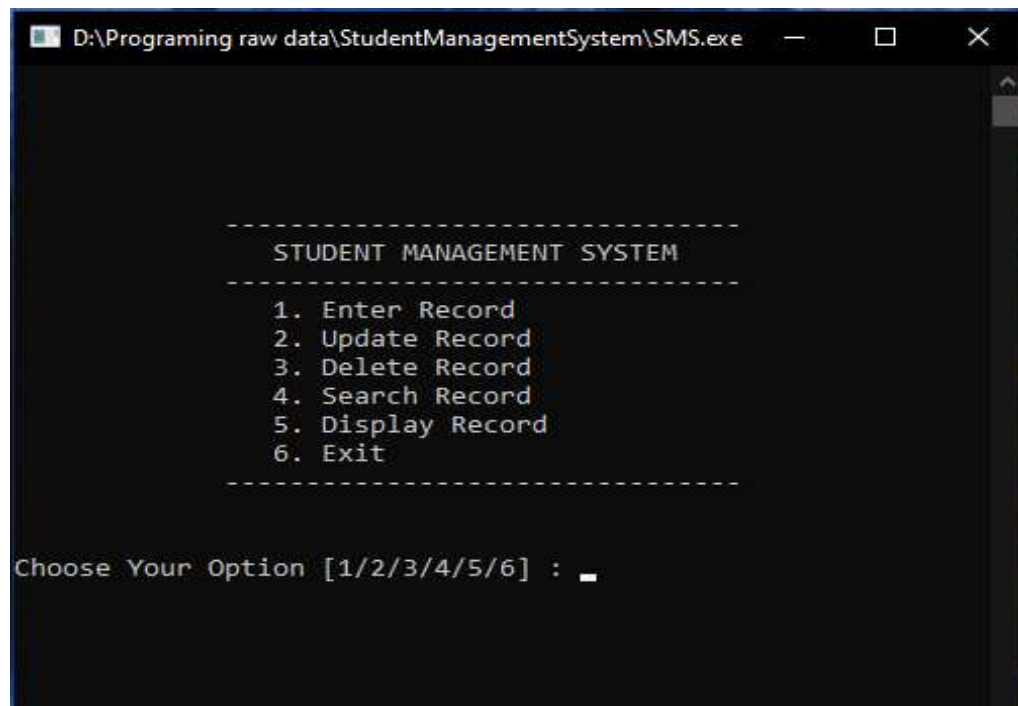 D:\Programing raw data\StudentManagementSystem\SMS.exe
--------------------------------
STUDENT MANAGEMENT SYSTEM
--------------------------------
1. Enter Record
2. Update Record
3. Delete Record
4. Search Record
5. Display Record
6. Exit
--------------------------------
Choose Your Option [1/2/3/4/5/6] :